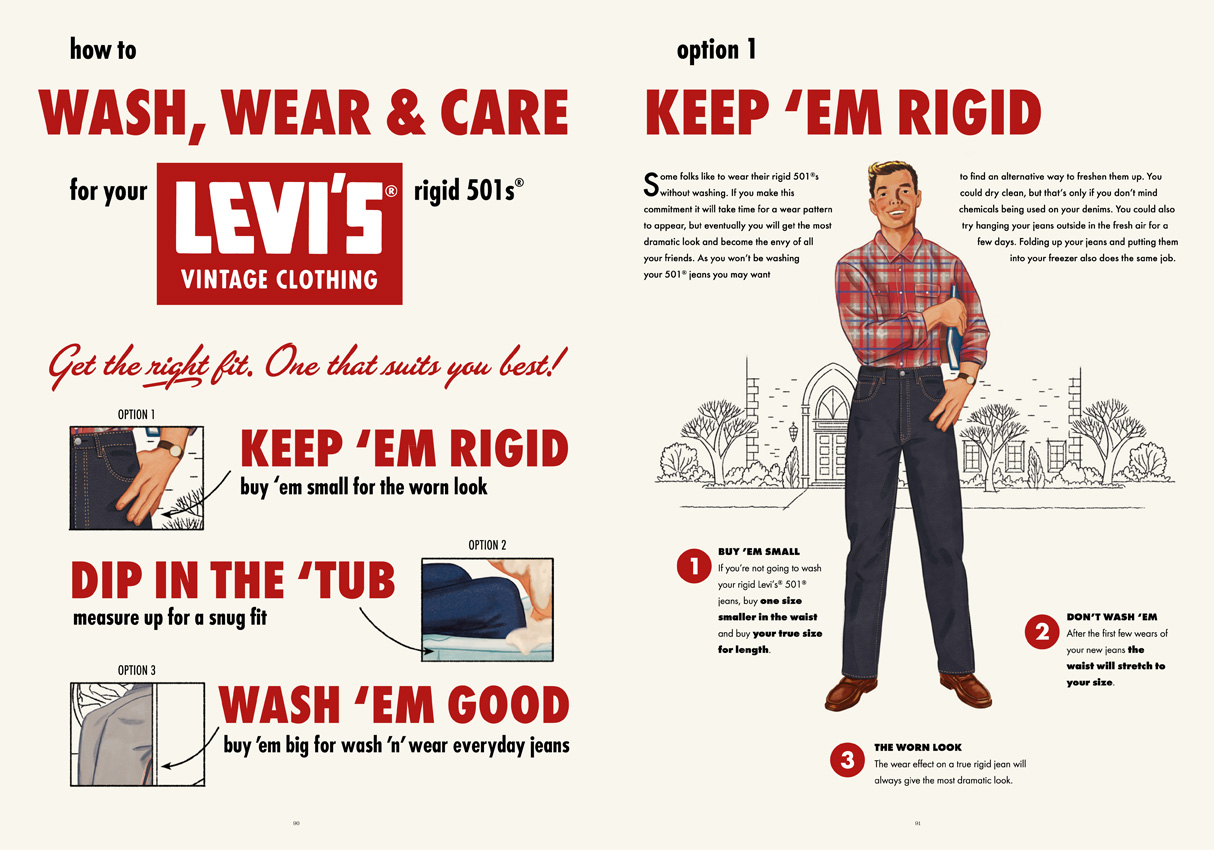 how to
WASH, WEAR & CARE
for your
LEVI'S®
VINTAGE CLOTHING
rigid 501s®
Get the right fit. One that suits you best!
OPTION 1
KEEP ‘EM RIGID
buy ‘em small for the worn look
OPTION 2
DIP IN THE ‘TUB
measure up for a snug fit
OPTION 3
WASH ‘EM GOOD
buy ’em big for wash ’n’ wear everyday jeans
90
option 1
KEEP ‘EM RIGID
Some folks like to wear their rigid 501®s
without washing. If you make this
commitment it will take time for a wear pattern
to appear, but eventually you will get the most
dramatic look and become the envy of all
your friends. As you won’t be washing
your 501® jeans you may want
to find an alternative way to freshen them up. You
could dry clean, but that’s only if you don’t mind
chemicals being used on your denims. You could also
try hanging your jeans outside in the fresh air for a
few days. Folding up your jeans and putting them
into your freezer also does the same job.
1
BUY ‘EM SMALL
If you’re not going to wash
your rigid Levi’s® 501®
jeans, buy one size
smaller in the waist
and buy your true size
for length.
2
DON’T WASH ‘EM
After the first few wears of
your new jeans the
waist will stretch to
your size.
3
THE WORN LOOK
The wear effect on a true rigid jean will
always give the most dramatic look.
91